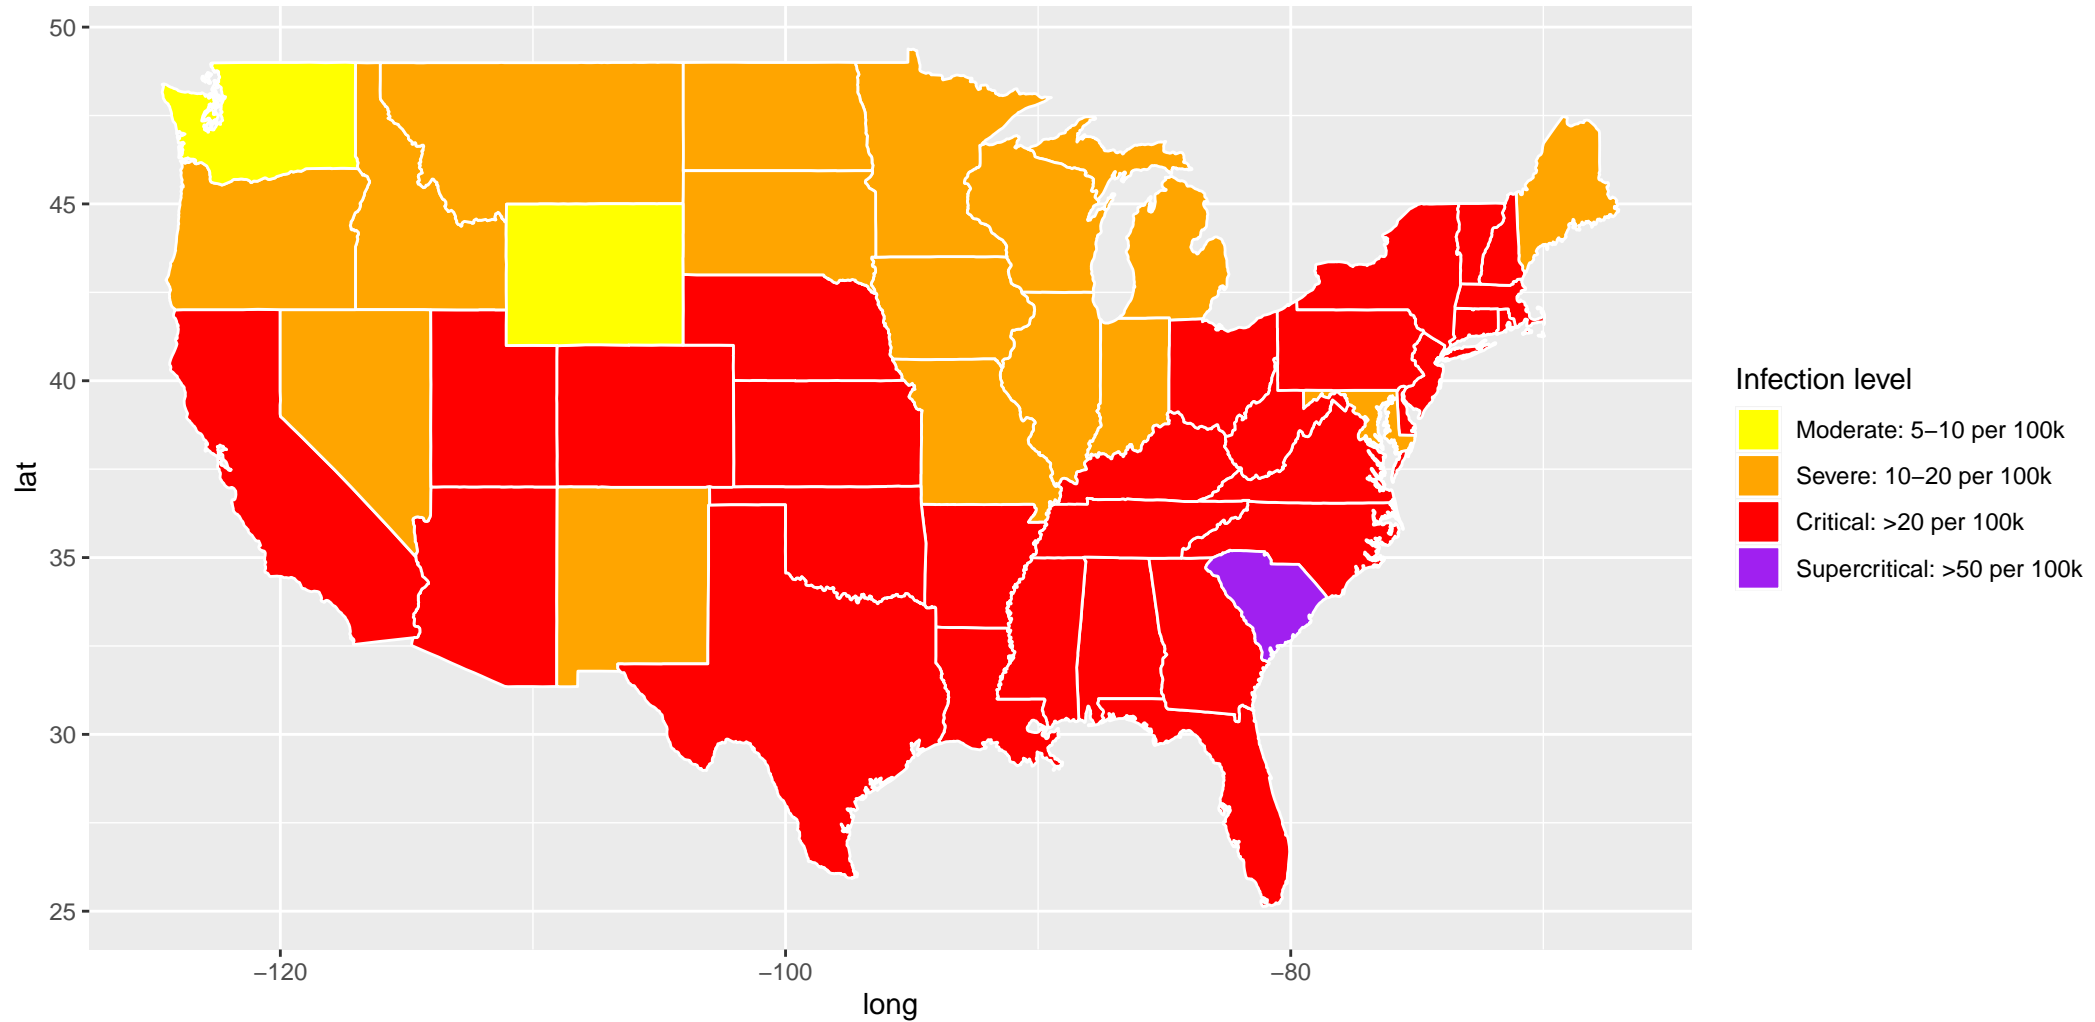 50
45
40
35
30
25
lat
−120
−100
−80
long
Infection level
Moderate: 5−10 per 100k
Severe: 10−20 per 100k
Critical: >20 per 100k
Supercritical: >50 per 100k